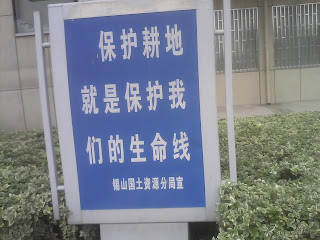 保护耕地
就是保护我
们的生命线
锡山国土资源分局宣